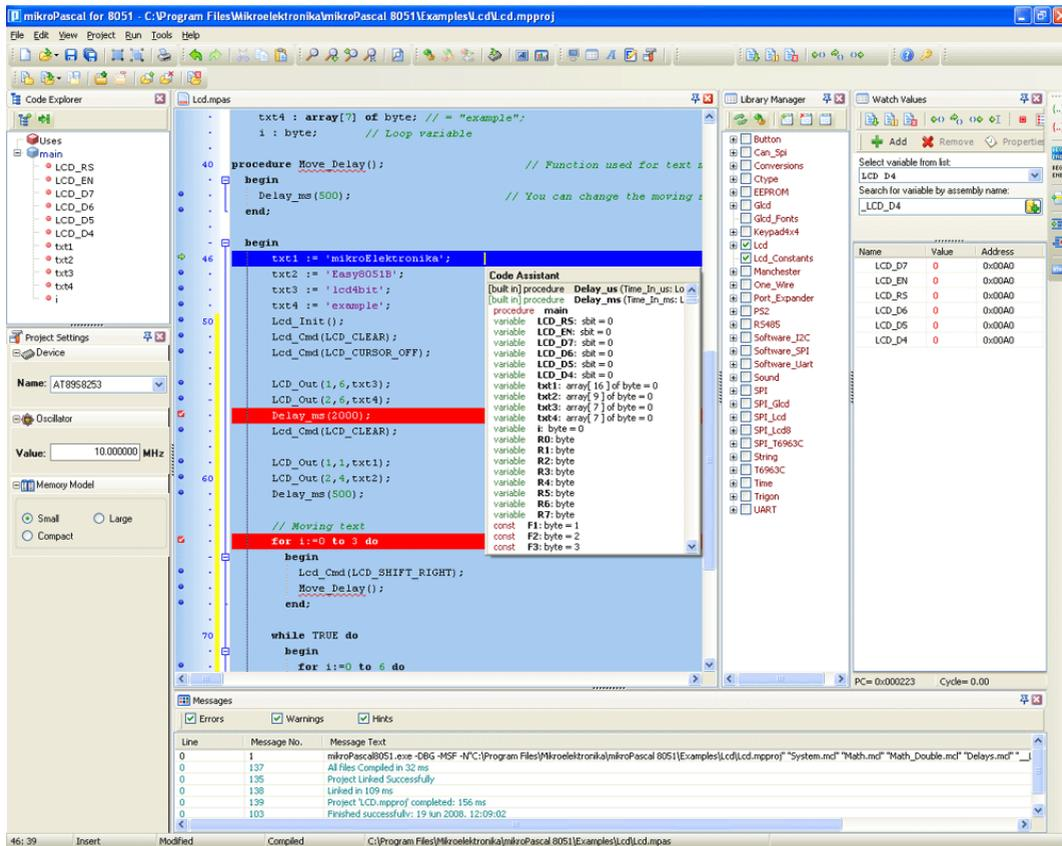 mikroPascal for 8051 - C:\Program Files\Mikroelektronika\mikroPascal 8051\Examples\Lcd\Lcd.mpproj
File Edit View Project Run Tools Help
Code Explorer
Uses
main
LCD_RS
LCD_EN
LCD_D7
LCD_D6
LCD_D5
LCD_D4
txt1
txt2
txt3
txt4
i
Project Settings
Device
Name: AT89S8253
Oscillator
Value: 10.000000 MHz
Memory Model
Small Large
Compact
Lcd.mpas
txt4 : array[7] of byte; // = "example";
i : byte; // Loop variable
40 procedure Move_Delay(); // Function used for text
begin
Delay_ms(500); // You can change the moving
end;
begin
46 txt1 := 'mikroElektronika';
txt2 := 'Easy8051B';
txt3 := 'lcd4bit';
txt4 := 'example';
50 Lcd_Init();
Lcd_Cmd(LCD_CLEAR);
Lcd_Cmd(LCD_CURSOR_OFF);
LCD_Out(1,6,txt3);
LCD_Out(2,6,txt4);
Delay_ms(2000);
Lcd_Cmd(LCD_CLEAR);
LCD_Out(1,1,txt1);
60 LCD_Out(2,4,txt2);
Delay_ms(500);
// Moving text
for i:=0 to 3 do
begin
Lcd_Cmd(LCD_SHIFT_RIGHT);
Move_Delay();
end;
70 while TRUE do
begin
for i:=0 to 6 do
Code Assistant
[built in] procedure Delay_us (Time_In_us: Lo
[built in] procedure Delay_ms (Time_In_ms: L
procedure main
variable LCD_RS: sbit = 0
variable LCD_EN: sbit = 0
variable LCD_D7: sbit = 0
variable LCD_D6: sbit = 0
variable LCD_D5: sbit = 0
variable LCD_D4: sbit = 0
variable txt1: array[ 16 ] of byte = 0
variable txt2: array[ 9 ] of byte = 0
variable txt3: array[ 7 ] of byte = 0
variable txt4: array[ 7 ] of byte = 0
variable i: byte = 0
variable R0: byte
variable R1: byte
variable R2: byte
variable R3: byte
variable R4: byte
variable R5: byte
variable R6: byte
variable R7: byte
const F1: byte = 1
const F2: byte = 2
const F3: byte = 3
Library Manager
Button
Can_Spi
Conversions
Ctype
EEPROM
Glcd
Glcd_Fonts
Keypad4x4
Lcd
Lcd_Constants
Manchester
One_Wire
Port_Expander
PS2
RS485
Software_I2C
Software_SPI
Software_Uart
Sound
SPI
SPI_Glcd
SPI_Lcd
SPI_Lcd8
SPI_T6963C
String
T6963C
Time
Trigon
UART
Watch Values
Add Remove Properties
Select variable from list:
LCD_D4
Search for variable by assembly name:
_LCD_D4
Name Value Address
LCD_D7 0 0x00A0
LCD_EN 0 0x00A0
LCD_RS 0 0x00A0
LCD_D6 0 0x00A0
LCD_D5 0 0x00A0
LCD_D4 0 0x00A0
PC= 0x000223 Cycle= 0.00
Messages
Errors Warnings Hints
Line Message No. Message Text
0 1 mikroPascal8051.exe -DBG -MSF -N"C:\Program Files\Mikroelektronika\mikroPascal 8051\Examples\Lcd\Lcd.mpproj" "System.mcl" "Math.mcl" "Math_Double.mcl" "Delays.mcl"
0 137 All files Compiled in 32 ms
0 135 Project Linked Successfully
0 138 Linked in 109 ms
0 139 Project 'LCD.mpproj' completed: 156 ms
0 103 Finished successfully: 19 jun 2008. 12:09:02
46: 39 Insert Modified Compiled C:\Program Files\Mikroelektronika\mikroPascal 8051\Examples\Lcd\Lcd.mpas